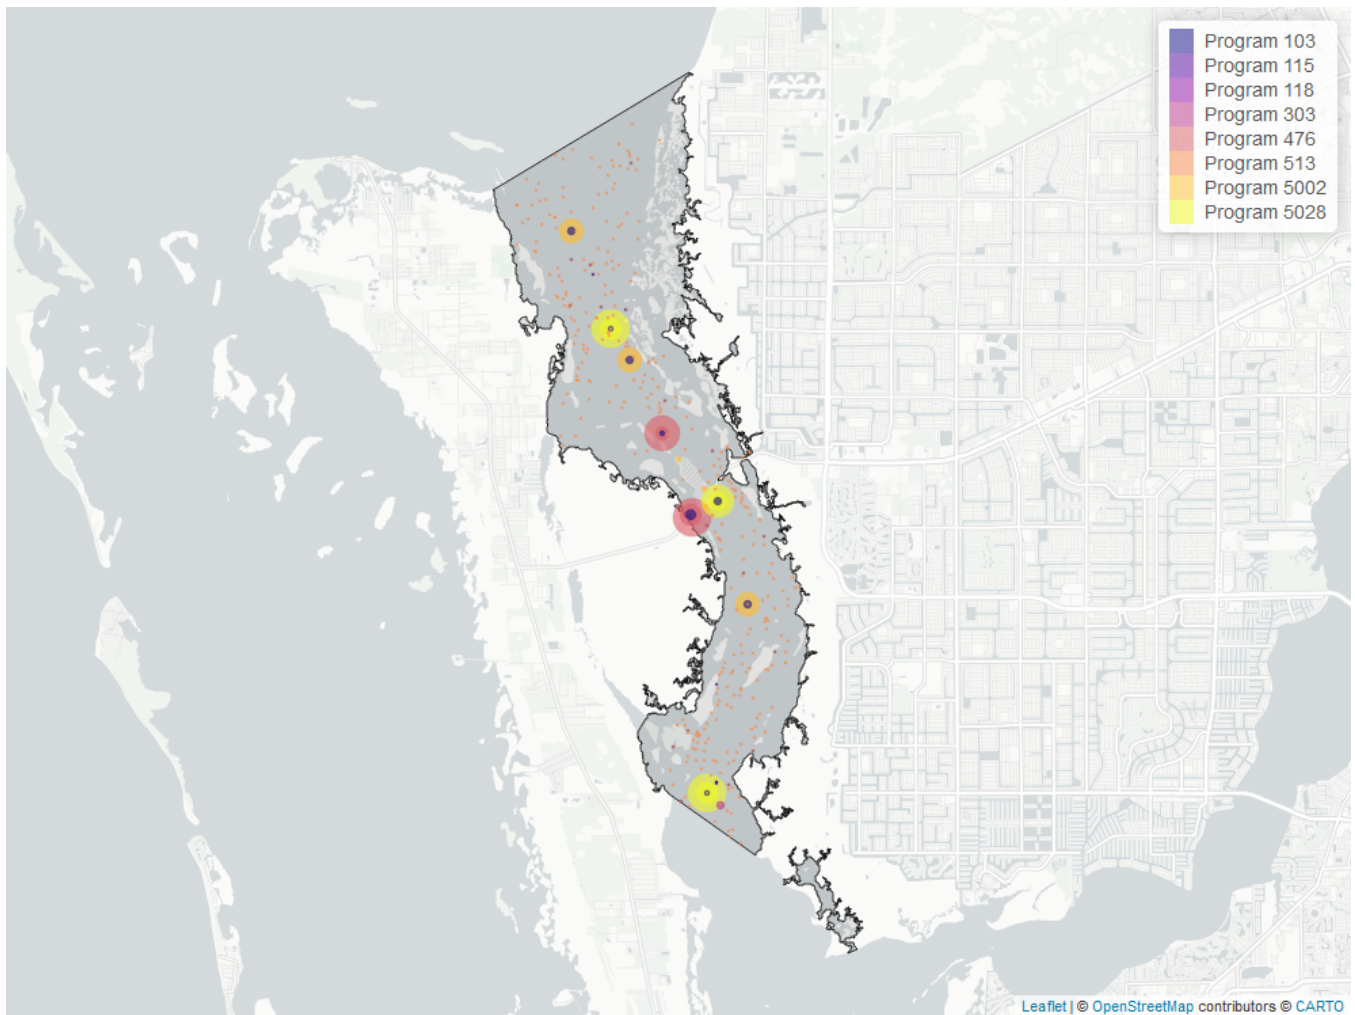 Program 103
Program 115
Program 118
Program 303
Program 476
Program 513
Program 5002
Program 5028
Leaflet | © OpenStreetMap contributors © CARTO